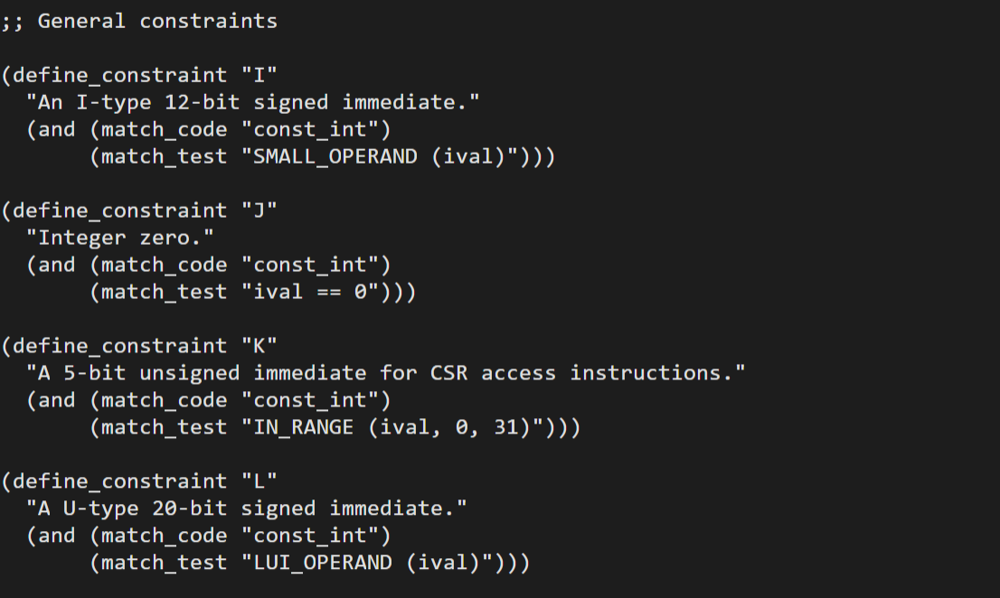 ;; General constraints

(define_constraint "I"
  "An I-type 12-bit signed immediate."
  (and (match_code "const_int")
       (match_test "SMALL_OPERAND (ival)")))

(define_constraint "J"
  "Integer zero."
  (and (match_code "const_int")
       (match_test "ival == 0")))

(define_constraint "K"
  "A 5-bit unsigned immediate for CSR access instructions."
  (and (match_code "const_int")
       (match_test "IN_RANGE (ival, 0, 31)")))

(define_constraint "L"
  "A U-type 20-bit signed immediate."
  (and (match_code "const_int")
       (match_test "LUI_OPERAND (ival)")))